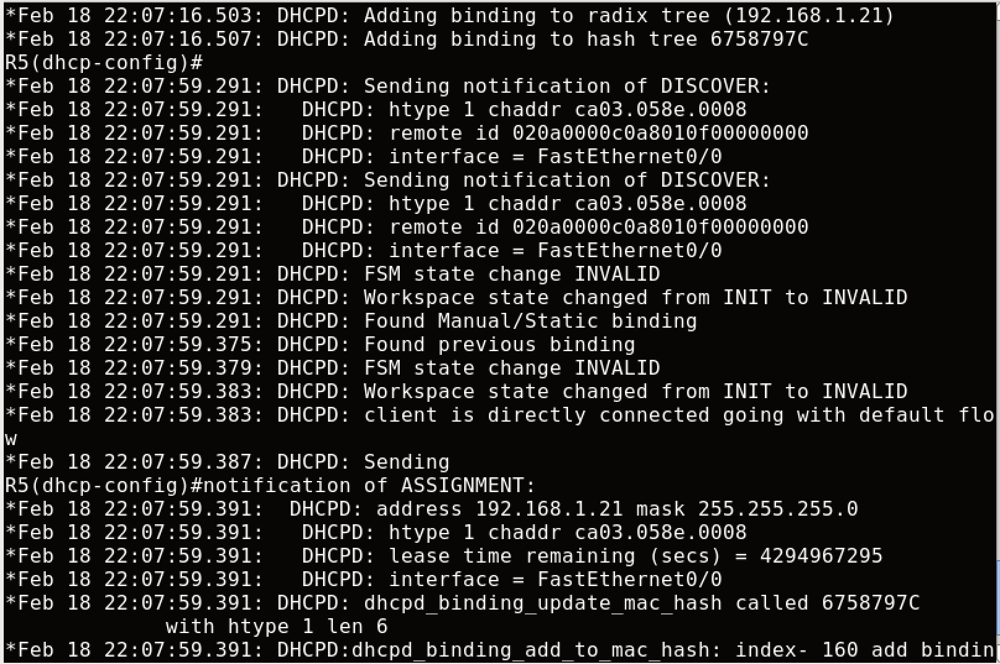 *Feb 18 22:07:16.503: DHCPD: Adding binding to radix tree (192.168.1.21)
*Feb 18 22:07:16.507: DHCPD: Adding binding to hash tree 6758797C
R5(dhcp-config)#
*Feb 18 22:07:59.291: DHCPD: Sending notification of DISCOVER:
*Feb 18 22:07:59.291:   DHCPD: htype 1 chaddr ca03.058e.0008
*Feb 18 22:07:59.291:   DHCPD: remote id 020a0000c0a8010f00000000
*Feb 18 22:07:59.291:   DHCPD: interface = FastEthernet0/0
*Feb 18 22:07:59.291: DHCPD: Sending notification of DISCOVER:
*Feb 18 22:07:59.291:   DHCPD: htype 1 chaddr ca03.058e.0008
*Feb 18 22:07:59.291:   DHCPD: remote id 020a0000c0a8010f00000000
*Feb 18 22:07:59.291:   DHCPD: interface = FastEthernet0/0
*Feb 18 22:07:59.291: DHCPD: FSM state change INVALID
*Feb 18 22:07:59.291: DHCPD: Workspace state changed from INIT to INVALID
*Feb 18 22:07:59.291: DHCPD: Found Manual/Static binding
*Feb 18 22:07:59.375: DHCPD: Found previous binding
*Feb 18 22:07:59.379: DHCPD: FSM state change INVALID
*Feb 18 22:07:59.383: DHCPD: Workspace state changed from INIT to INVALID
*Feb 18 22:07:59.383: DHCPD: client is directly connected going with default flo
w
*Feb 18 22:07:59.387: DHCPD: Sending
R5(dhcp-config)#notification of ASSIGNMENT:
*Feb 18 22:07:59.391:  DHCPD: address 192.168.1.21 mask 255.255.255.0
*Feb 18 22:07:59.391:   DHCPD: htype 1 chaddr ca03.058e.0008
*Feb 18 22:07:59.391:   DHCPD: lease time remaining (secs) = 4294967295
*Feb 18 22:07:59.391:   DHCPD: interface = FastEthernet0/0
*Feb 18 22:07:59.391: DHCPD: dhcpd_binding_update_mac_hash called 6758797C
             with htype 1 len 6
*Feb 18 22:07:59.391: DHCPD:dhcpd_binding_add_to_mac_hash: index- 160 add bindin